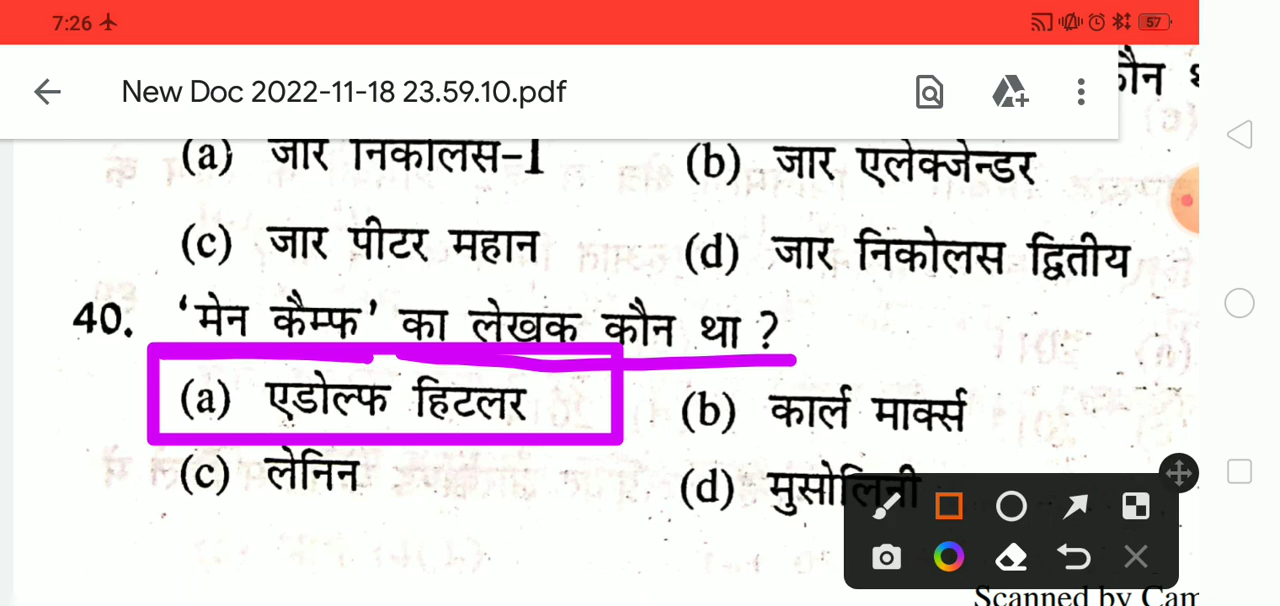 7:26
57
New Doc 2022-11-18 23.59.10.pdf
(a) जार निकोलस-I (b) जार एलेक्जेन्डर
(c) जार पीटर महान (d) जार निकोलस द्वितीय
40. ‘मेन कैम्फ’ का लेखक कौन था ?
(a) एडोल्फ हिटलर (b) कार्ल मार्क्स
(c) लेनिन (d) मुसोलिनी
Scanned by Cam